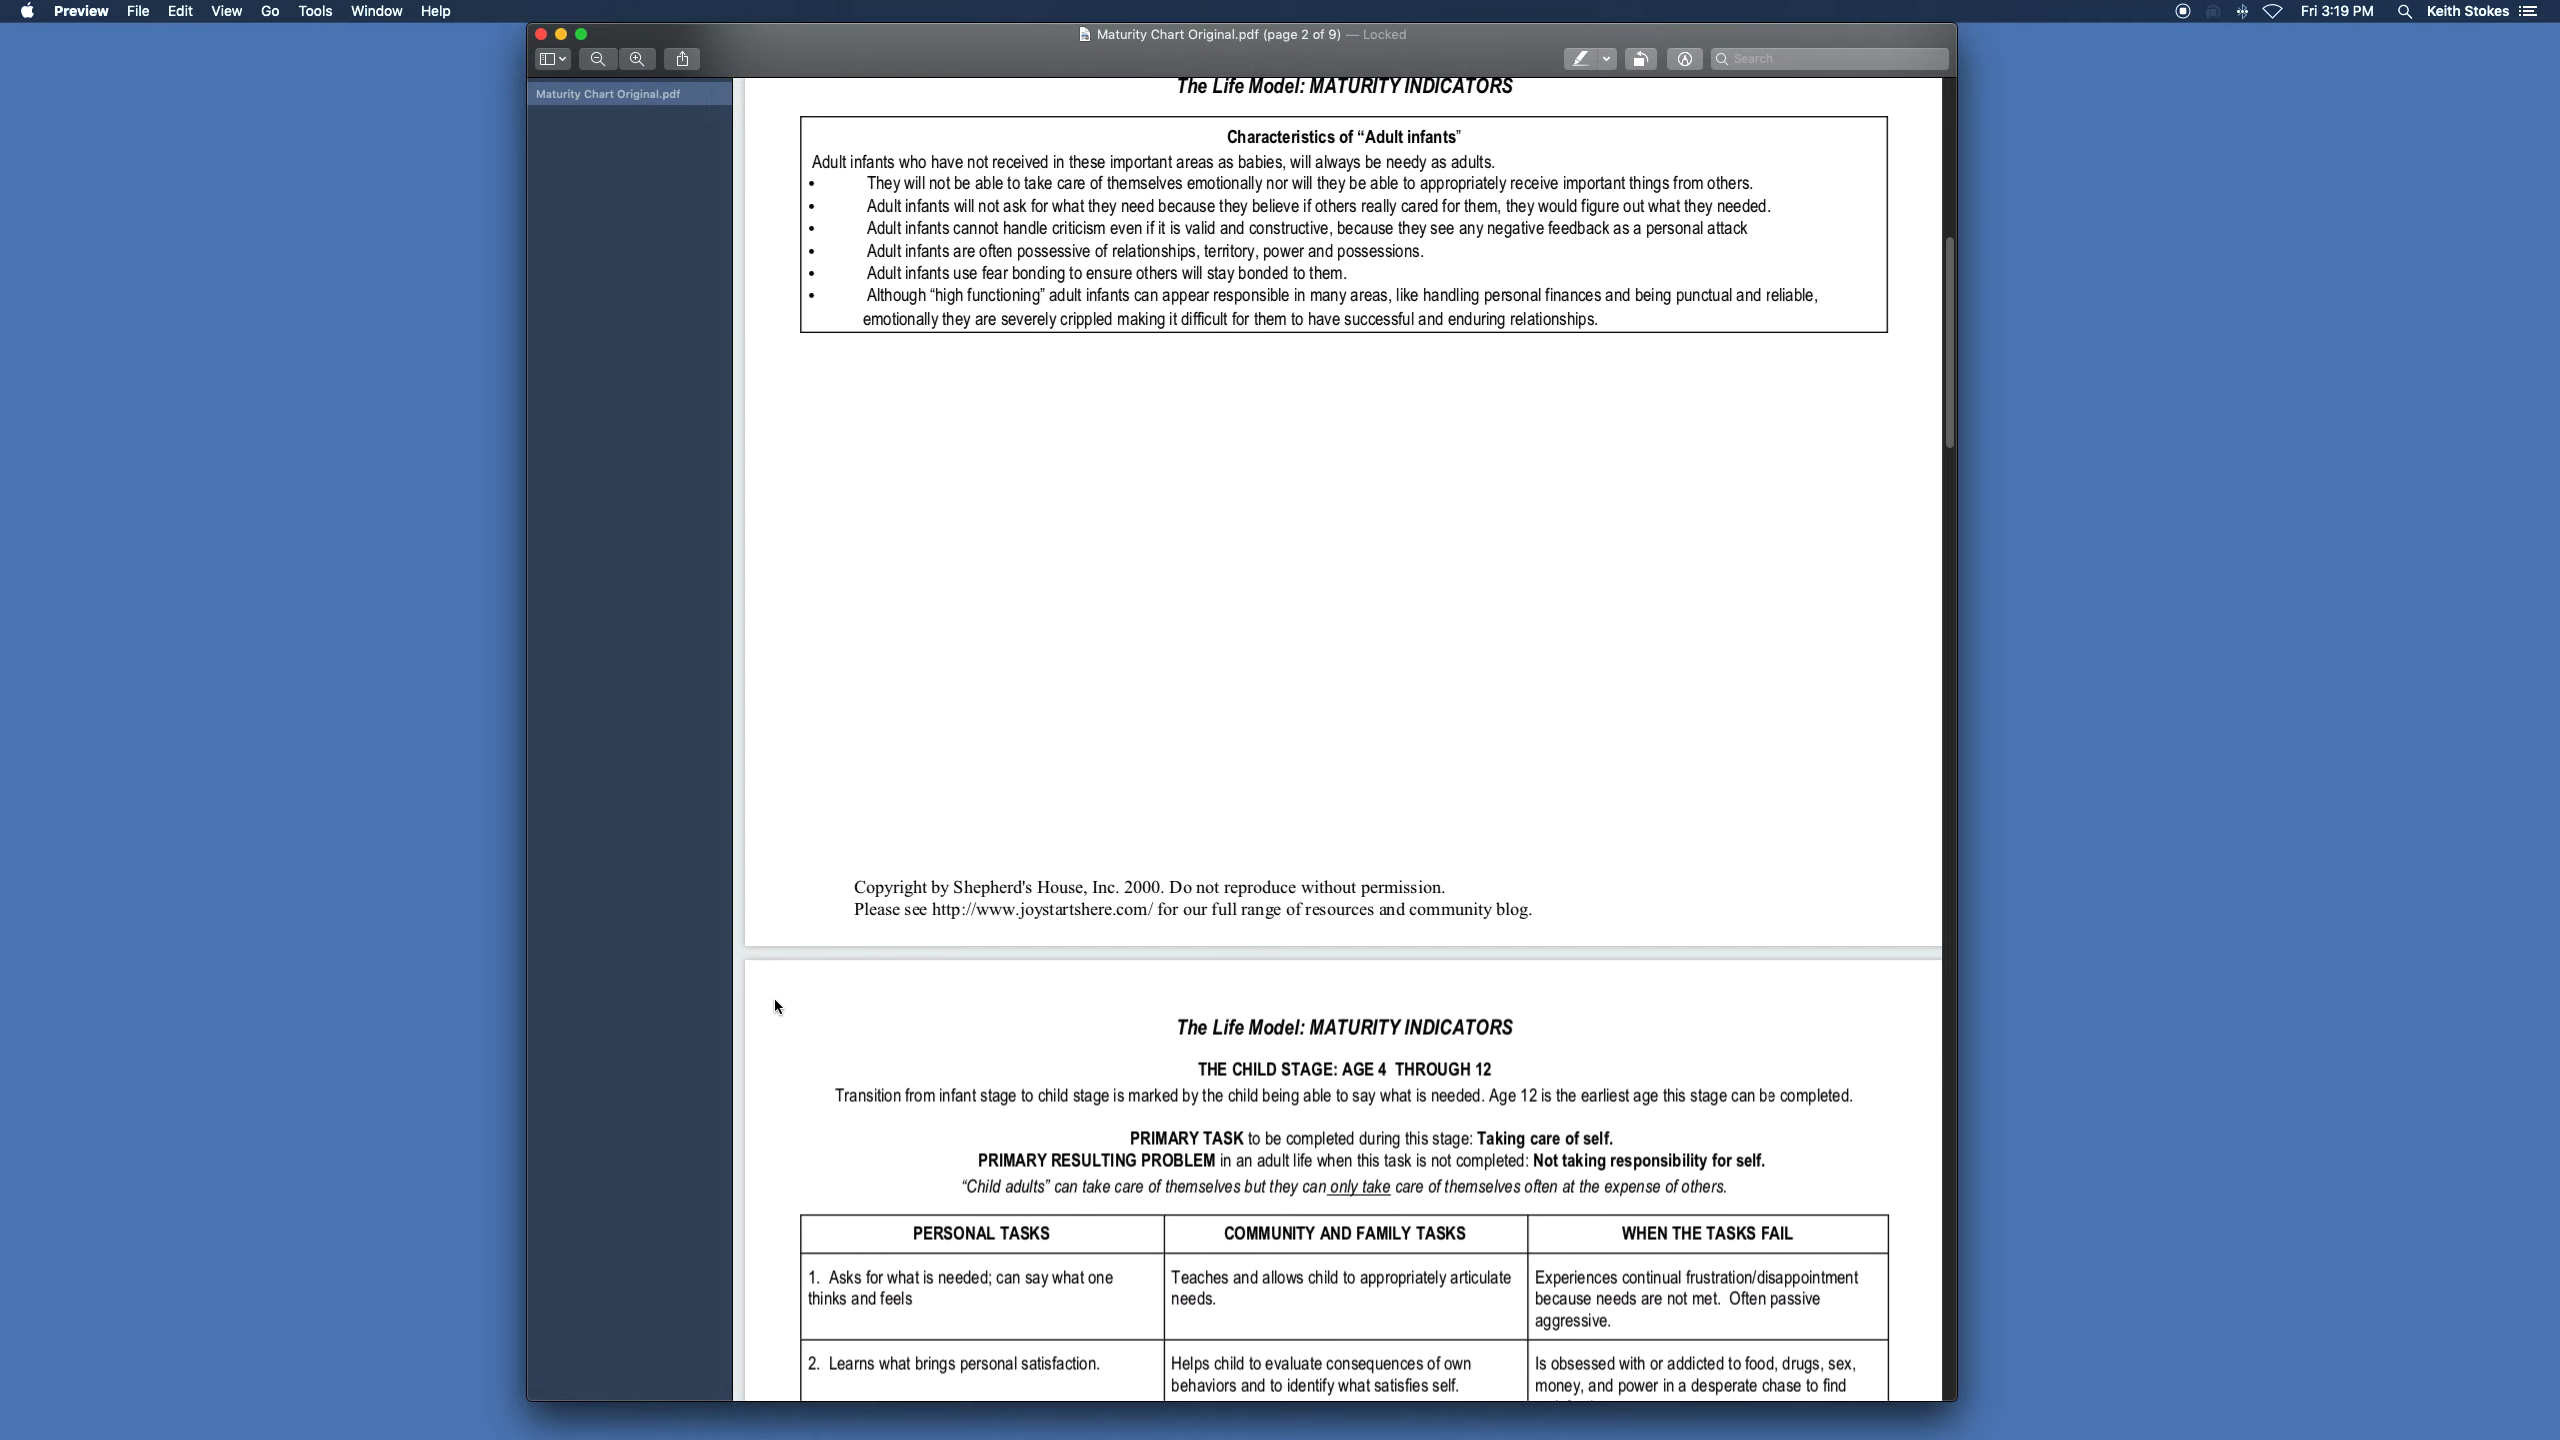 Preview File Edit View Go Tools Window Help Fri 3:19 PM Keith Stokes
Maturity Chart Original.pdf (page 2 of 9) — Locked
Search
Maturity Chart Original.pdf
The Life Model: MATURITY INDICATORS
Characteristics of “Adult infants”
Adult infants who have not received in these important areas as babies, will always be needy as adults.
• They will not be able to take care of themselves emotionally nor will they be able to appropriately receive important things from others.
• Adult infants will not ask for what they need because they believe if others really cared for them, they would figure out what they needed.
• Adult infants cannot handle criticism even if it is valid and constructive, because they see any negative feedback as a personal attack
• Adult infants are often possessive of relationships, territory, power and possessions.
• Adult infants use fear bonding to ensure others will stay bonded to them.
• Although “high functioning” adult infants can appear responsible in many areas, like handling personal finances and being punctual and reliable,
emotionally they are severely crippled making it difficult for them to have successful and enduring relationships.
Copyright by Shepherd's House, Inc. 2000. Do not reproduce without permission.
Please see http://www.joystartshere.com/ for our full range of resources and community blog.
The Life Model: MATURITY INDICATORS
THE CHILD STAGE: AGE 4 THROUGH 12
Transition from infant stage to child stage is marked by the child being able to say what is needed. Age 12 is the earliest age this stage can be completed.
PRIMARY TASK to be completed during this stage: Taking care of self.
PRIMARY RESULTING PROBLEM in an adult life when this task is not completed: Not taking responsibility for self.
“Child adults” can take care of themselves but they can only take care of themselves often at the expense of others.
PERSONAL TASKS
COMMUNITY AND FAMILY TASKS
WHEN THE TASKS FAIL
1. Asks for what is needed; can say what one
thinks and feels
Teaches and allows child to appropriately articulate
needs.
Experiences continual frustration/disappointment
because needs are not met. Often passive
aggressive.
2. Learns what brings personal satisfaction.
Helps child to evaluate consequences of own
behaviors and to identify what satisfies self.
Is obsessed with or addicted to food, drugs, sex,
money, and power in a desperate chase to find